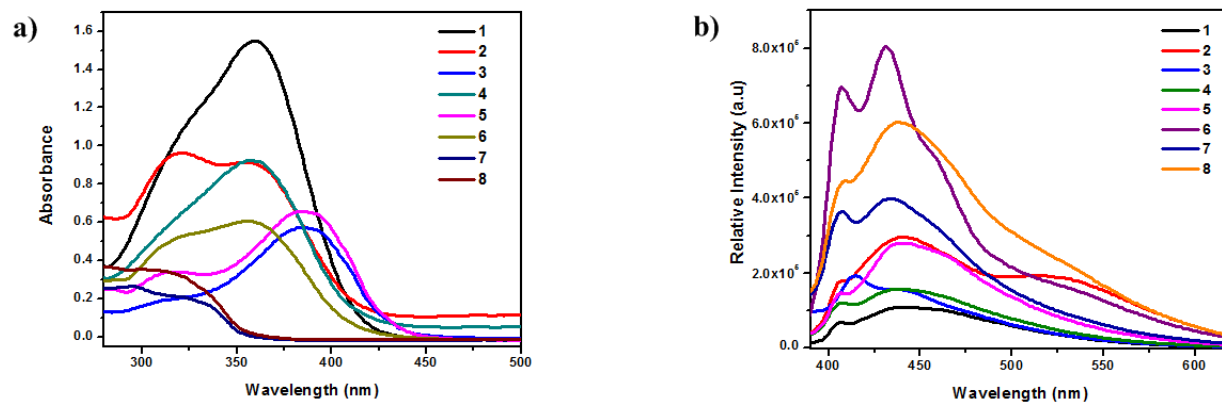 a)
1.6
1.4
1.2
1.0
0.8
0.6
0.4
0.2
0.0
Absorbance
300 350 400 450 500
Wavelength (nm)
1
2
3
4
5
6
7
8
b)
8.0x10⁶
6.0x10⁶
4.0x10⁶
2.0x10⁶
0.0
Relative Intensity (a.u)
400 450 500 550 600
Wavelength (nm)
1
2
3
4
5
6
7
8